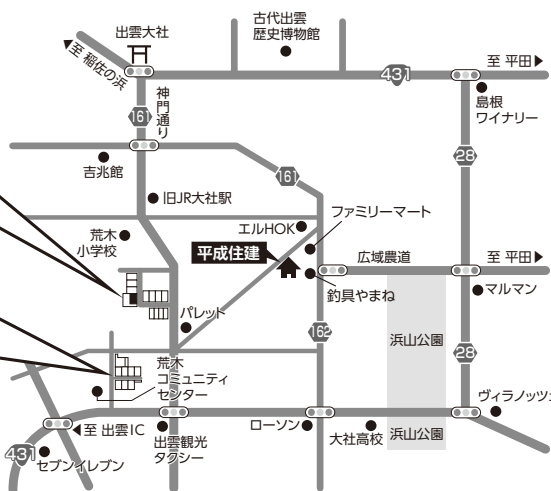 出雲大社
古代出雲
歴史博物館
至 稲佐の浜
431
至 平田
神門通り
161
島根
ワイナリー
吉兆館
28
161
旧JR大社駅
ファミリーマート
エルHOK
荒木
小学校
平成住建
広域農道
至 平田
釣具やまね
マルマン
パレット
162
浜山公園
28
荒木
コミュニティ
センター
ヴィラノッツェ
至 出雲IC
出雲観光
タクシー
ローソン
大社高校
浜山公園
431
セブンイレブン